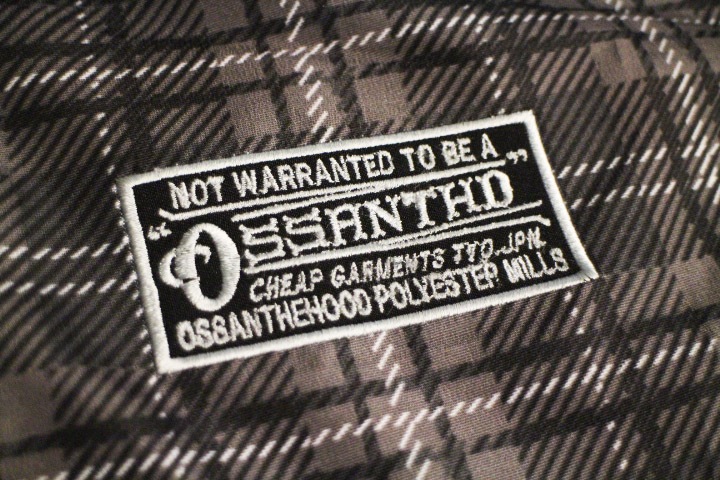 NOT WARRANTED TO BE A
“OSSANTHD”
CHEAP GARMENTS TYO.JPN.
OSSANTHEHOOD POLYESTER MILLS